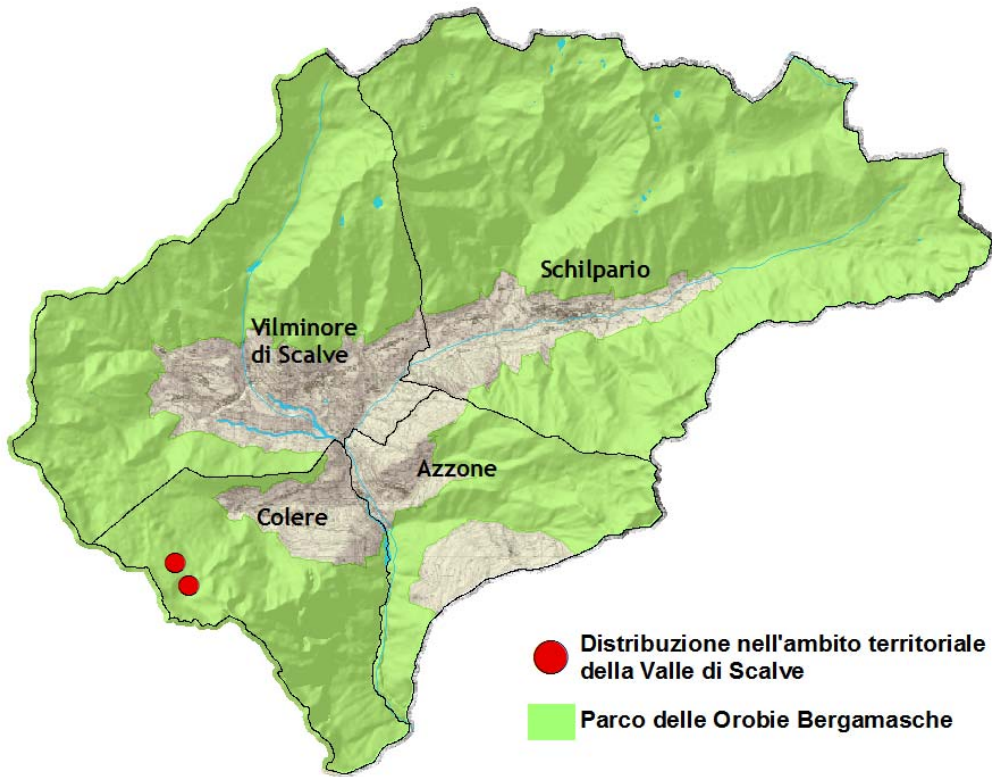 Schilpario
Vilminore
di Scalve
Azzone
Colere
Distribuzione nell'ambito territoriale
della Valle di Scalve
Parco delle Orobie Bergamasche